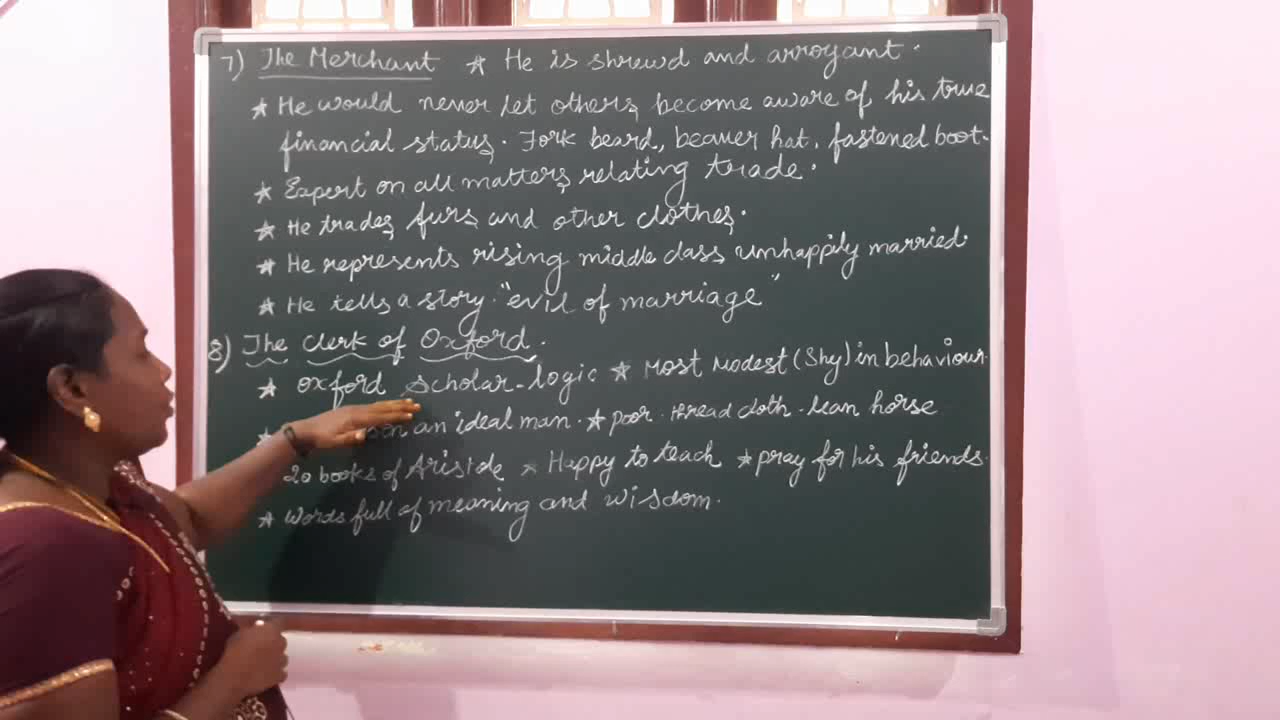 7) The Merchant ★ He is shrewd and arroyant.
★ He would never let others become aware of his true
financial status. Fork beard, beaver hat, fastened boot.
★ Expert on all matters relating trade.
★ He trades furs and other clothes.
★ He represents rising middle class unhappily married.
★ He tells a story. "evil of marriage"
8) The Clerk of Oxford.
★ Oxford scholar - logic ★ Most Modest (Shy) in behaviour.
★ an ideal man. ★ poor. thread cloth. lean horse
20 books of Aristole ★ Happy to teach ★ pray for his friends.
★ words full of meaning and wisdom.